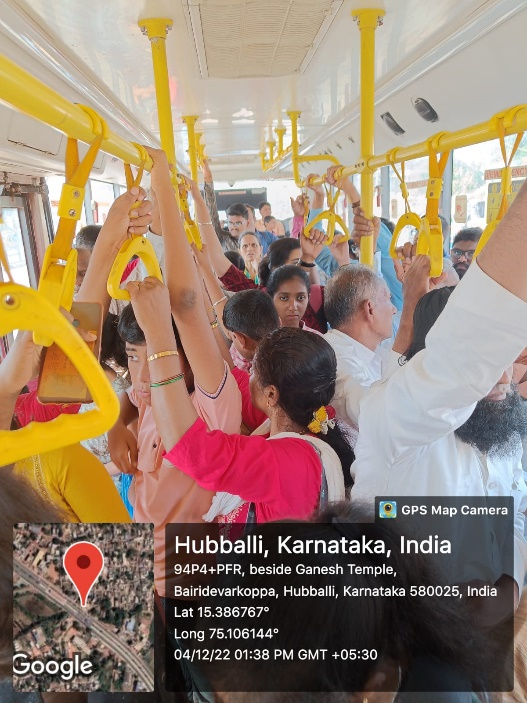 GPS Map Camera
Hubballi, Karnataka, India
94P4+PFR, beside Ganesh Temple,
Bairidevarkoppa, Hubballi, Karnataka 580025, India
Lat 15.386767°
Long 75.106144°
04/12/22 01:38 PM GMT +05:30
Google